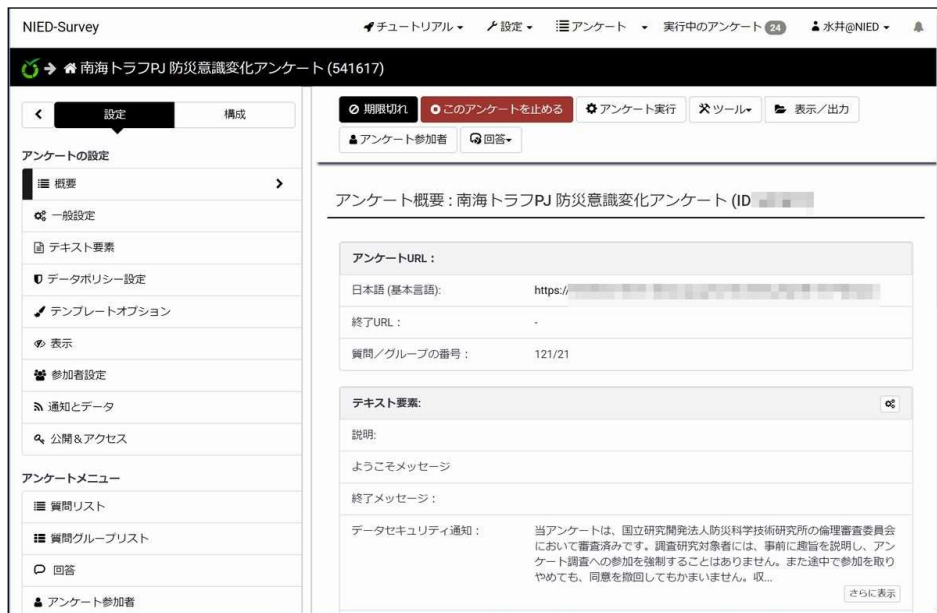 NIED-Survey
チュートリアル
設定
アンケート
実行中のアンケート 24
水井@NIED
南海トラフPJ 防災意識変化アンケート (541617)
設定
構成
期限切れ
このアンケートを止める
アンケート実行
ツール
表示／出力
アンケート参加者
回答
アンケートの設定
概要
一般設定
テキスト要素
データポリシー設定
テンプレートオプション
表示
参加者設定
通知とデータ
公開＆アクセス
アンケートメニュー
質問リスト
質問グループリスト
回答
アンケート参加者
アンケート概要 : 南海トラフPJ 防災意識変化アンケート (ID
アンケートURL :
日本語 (基本言語): https://
終了URL : -
質問／グループの番号 : 121/21
テキスト要素:
説明:
ようこそメッセージ
終了メッセージ :
データセキュリティ通知 : 当アンケートは、国立研究開発法人防災科学技術研究所の倫理審査委員会
において審査済みです。調査研究対象者には、事前に趣旨を説明し、アン
ケート調査への参加を強制することはありません。また途中で参加を取り
やめても、同意を撤回してもかまいません。収...
さらに表示